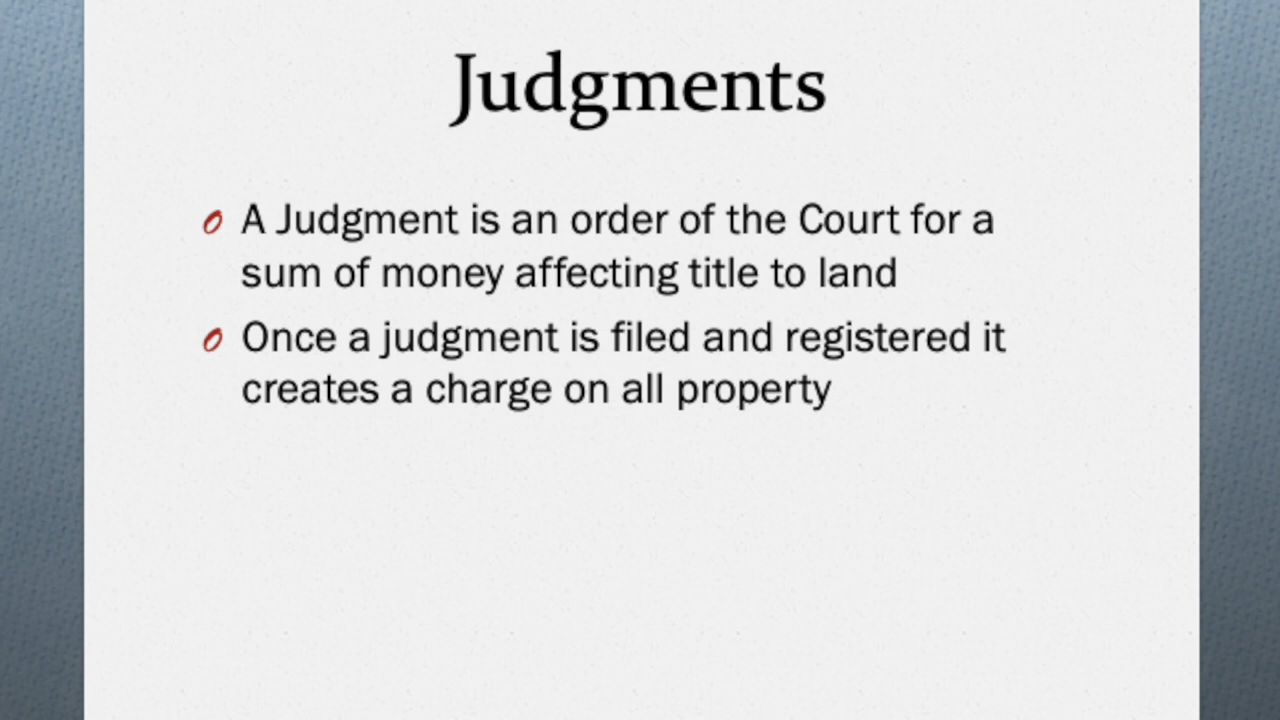 Judgments
A Judgment is an order of the Court for a
sum of money affecting title to land
Once a judgment is filed and registered it
creates a charge on all property